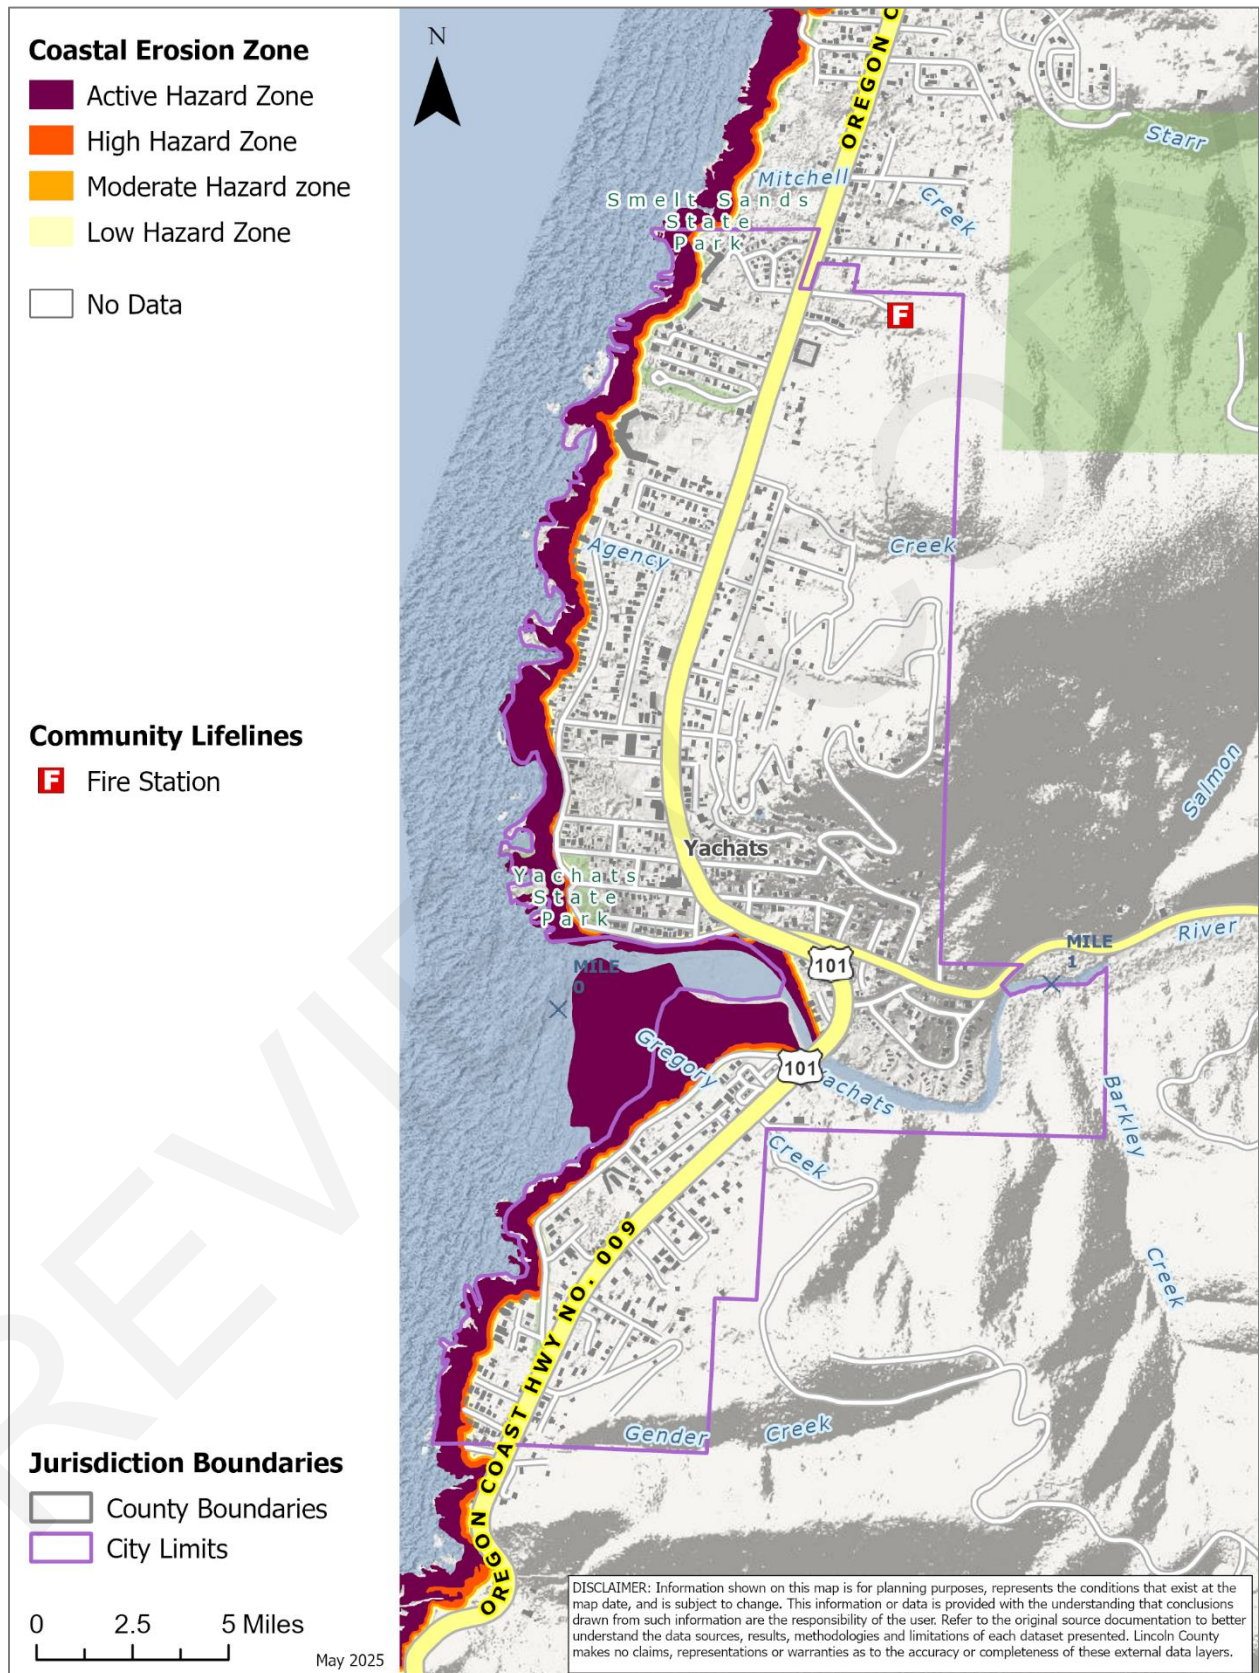 Coastal Erosion Zone
Active Hazard Zone
High Hazard Zone
Moderate Hazard zone
Low Hazard Zone
No Data
Community Lifelines
F Fire Station
Jurisdiction Boundaries
County Boundaries
City Limits
0 2.5 5 Miles
May 2025
N
OREGON C
Starr
Mitchell
Creek
Smelt Sands
State
Park
F
Agency
Creek
Salmon
Yachats
Yachats
State
Park
MILE
0
101
MILE
1
River
Gregory
101
Yachats
Creek
Barkley
Creek
OREGON COAST HWY NO. 009
Gender
Creek
DISCLAIMER: Information shown on this map is for planning purposes, represents the conditions that exist at the
map date, and is subject to change. This information or data is provided with the understanding that conclusions
drawn from such information are the responsibility of the user. Refer to the original source documentation to better
understand the data sources, results, methodologies and limitations of each dataset presented. Lincoln County
makes no claims, representations or warranties as to the accuracy or completeness of these external data layers.